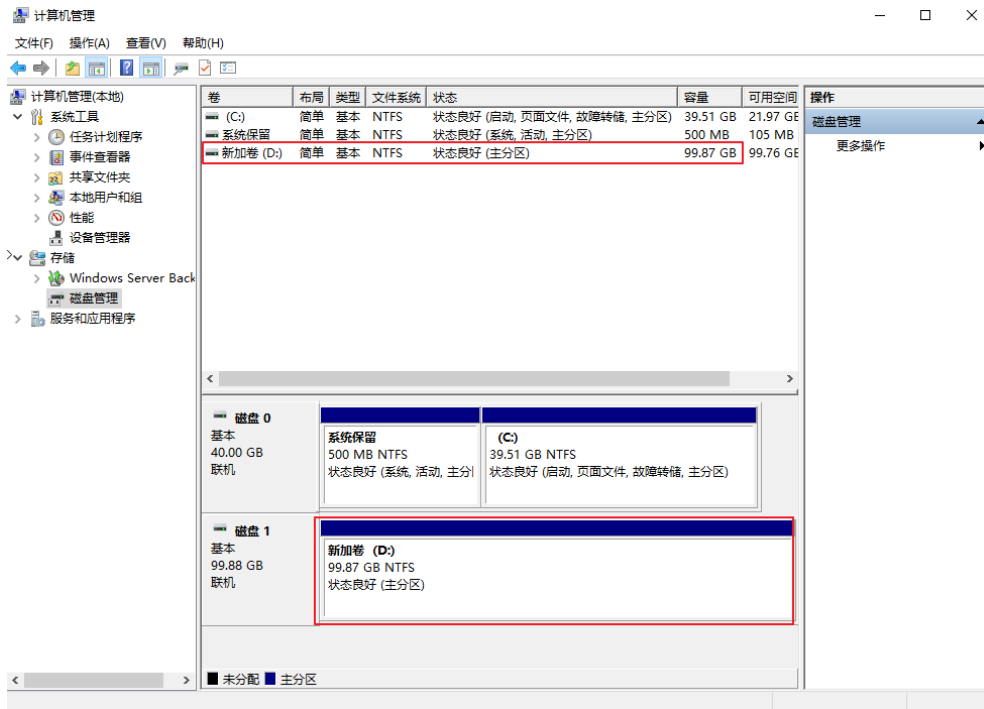 计算机管理
文件(F) 操作(A) 查看(V) 帮助(H)
计算机管理(本地)
系统工具
任务计划程序
事件查看器
共享文件夹
本地用户和组
性能
设备管理器
存储
Windows Server Back
磁盘管理
服务和应用程序
卷 布局 类型 文件系统 状态 容量 可用空间
(C:) 简单 基本 NTFS 状态良好 (启动, 页面文件, 故障转储, 主分区) 39.51 GB 21.97 GB
系统保留 简单 基本 NTFS 状态良好 (系统, 活动, 主分区) 500 MB 105 MB
新加卷 (D:) 简单 基本 NTFS 状态良好 (主分区) 99.87 GB 99.76 GB
操作
磁盘管理
更多操作
磁盘 0
基本
40.00 GB
联机
系统保留
500 MB NTFS
状态良好 (系统, 活动, 主分
(C:)
39.51 GB NTFS
状态良好 (启动, 页面文件, 故障转储, 主分区)
磁盘 1
基本
99.88 GB
联机
新加卷 (D:)
99.87 GB NTFS
状态良好 (主分区)
未分配 主分区